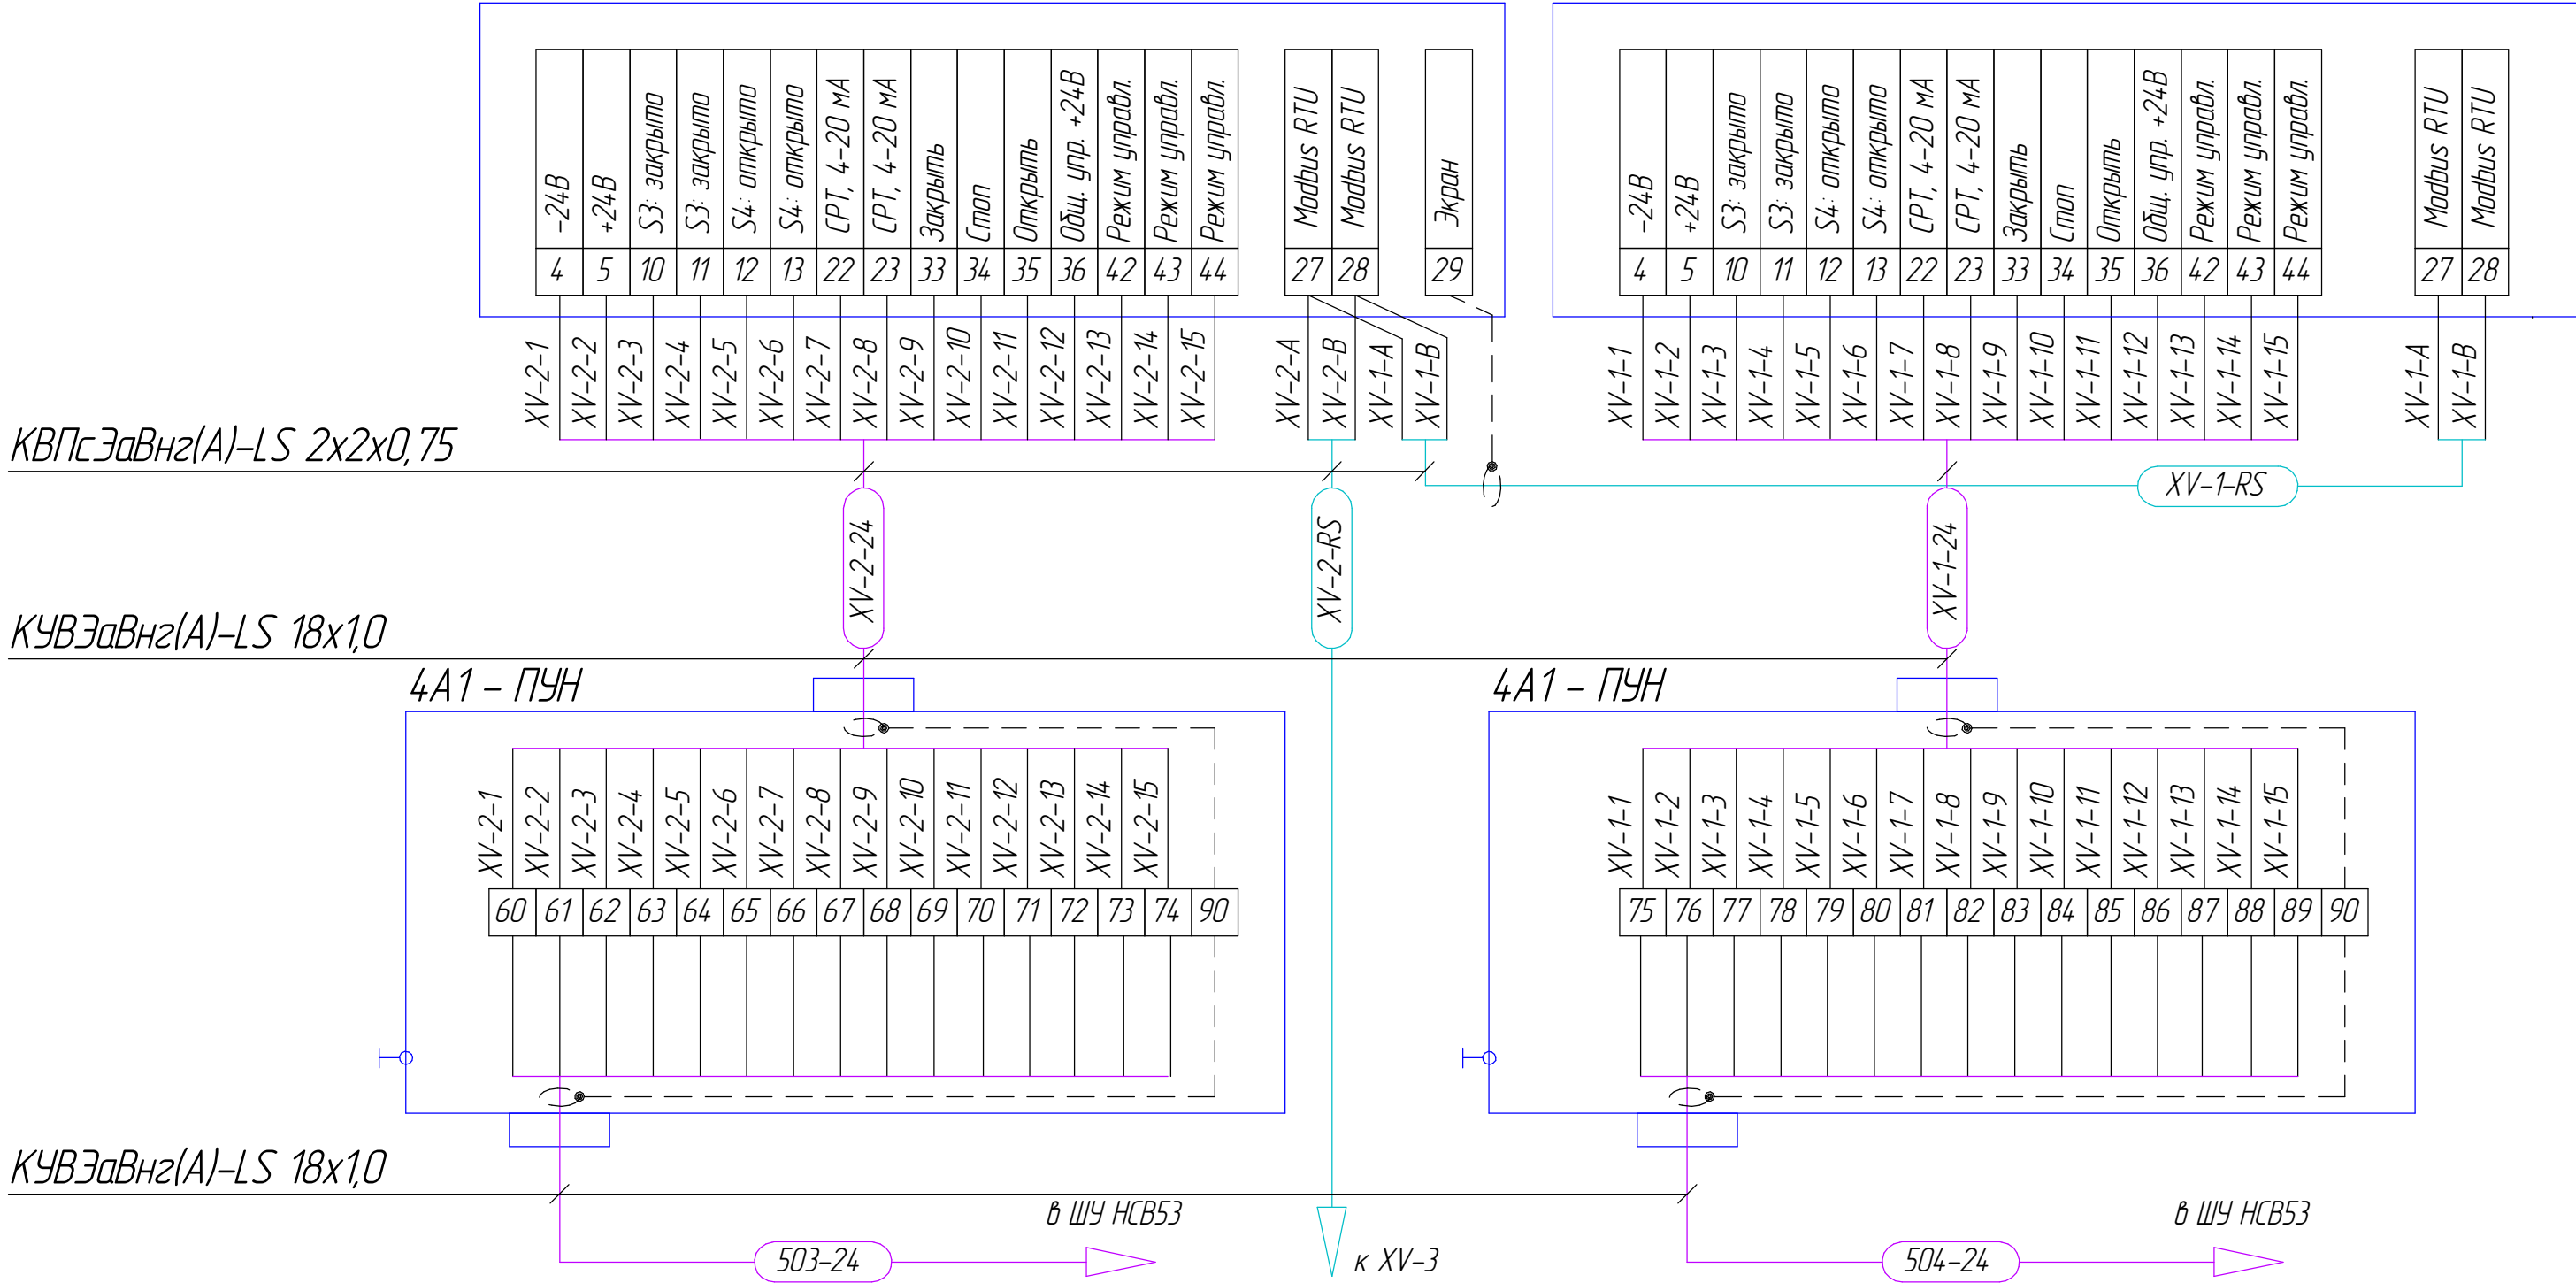 -24В
+24В
S3: закрыто
S3: закрыто
S4: открыто
S4: открыто
СРТ, 4-20 мА
СРТ, 4-20 мА
Закрыть
Стоп
Открыть
Общ. упр. +24В
Режим управл.
Режим управл.
Режим управл.
Modbus RTU
Modbus RTU
Экран
4 5 10 11 12 13 22 23 33 34 35 36 42 43 44 27 28 29
XV-2-1
XV-2-2
XV-2-3
XV-2-4
XV-2-5
XV-2-6
XV-2-7
XV-2-8
XV-2-9
XV-2-10
XV-2-11
XV-2-12
XV-2-13
XV-2-14
XV-2-15
XV-2-A
XV-2-B
XV-1-A
XV-1-B
-24В
+24В
S3: закрыто
S3: закрыто
S4: открыто
S4: открыто
СРТ, 4-20 мА
СРТ, 4-20 мА
Закрыть
Стоп
Открыть
Общ. упр. +24В
Режим управл.
Режим управл.
Режим управл.
Modbus RTU
Modbus RTU
4 5 10 11 12 13 22 23 33 34 35 36 42 43 44 27 28
XV-1-1
XV-1-2
XV-1-3
XV-1-4
XV-1-5
XV-1-6
XV-1-7
XV-1-8
XV-1-9
XV-1-10
XV-1-11
XV-1-12
XV-1-13
XV-1-14
XV-1-15
XV-1-A
XV-1-B
КВПсЭаВнг(А)-LS 2х2х0,75
XV-1-RS
XV-2-24
XV-2-RS
XV-1-24
КУВЭаВнг(А)-LS 18х1,0
4А1 - ПУН
XV-2-1
XV-2-2
XV-2-3
XV-2-4
XV-2-5
XV-2-6
XV-2-7
XV-2-8
XV-2-9
XV-2-10
XV-2-11
XV-2-12
XV-2-13
XV-2-14
XV-2-15
60 61 62 63 64 65 66 67 68 69 70 71 72 73 74 90
4А1 - ПУН
XV-1-1
XV-1-2
XV-1-3
XV-1-4
XV-1-5
XV-1-6
XV-1-7
XV-1-8
XV-1-9
XV-1-10
XV-1-11
XV-1-12
XV-1-13
XV-1-14
XV-1-15
75 76 77 78 79 80 81 82 83 84 85 86 87 88 89 90
КУВЭаВнг(А)-LS 18х1,0
в ШУ НСВ53
503-24
к XV-3
в ШУ НСВ53
504-24